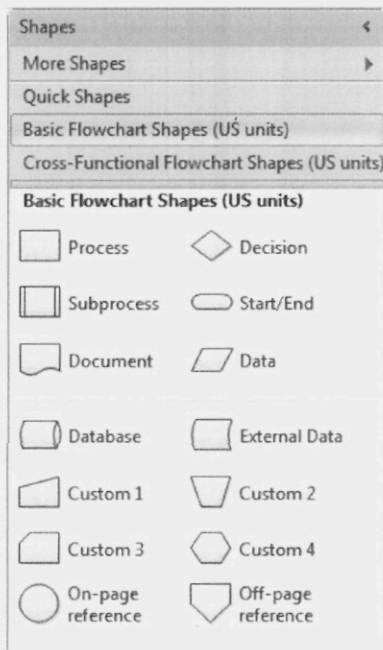 Shapes
More Shapes
Quick Shapes
Basic Flowchart Shapes (US units)
Cross-Functional Flowchart Shapes (US units)
Basic Flowchart Shapes (US units)
Process
Decision
Subprocess
Start/End
Document
Data
Database
External Data
Custom 1
Custom 2
Custom 3
Custom 4
On-page
reference
Off-page
reference